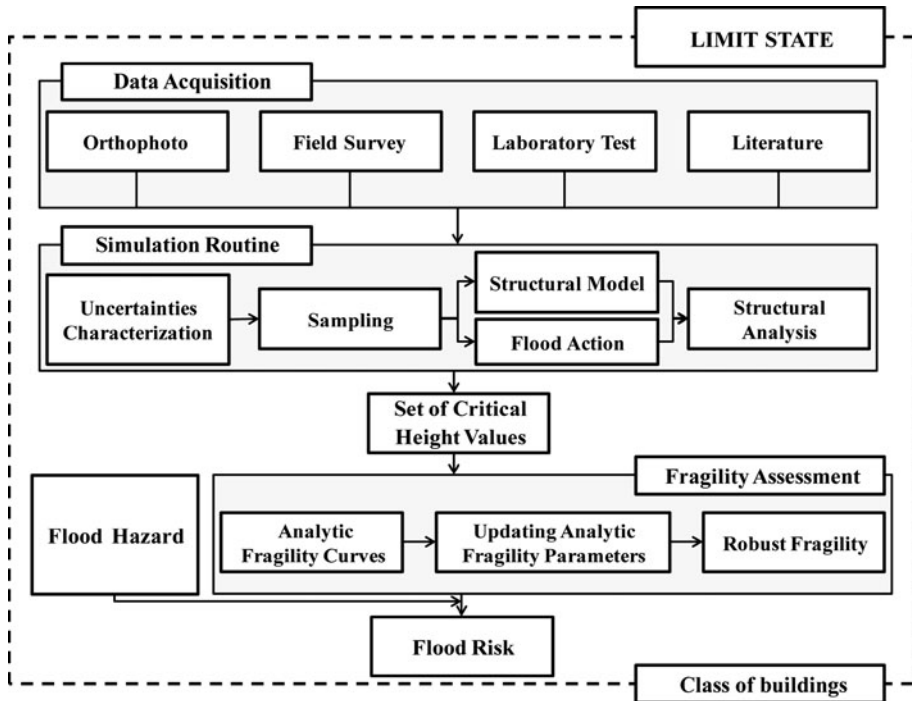 LIMIT STATE
Data Acquisition
Orthophoto
Field Survey
Laboratory Test
Literature
Simulation Routine
Uncertainties
Characterization
Sampling
Structural Model
Flood Action
Structural
Analysis
Set of Critical
Height Values
Fragility Assessment
Flood Hazard
Analytic
Fragility Curves
Updating Analytic
Fragility Parameters
Robust Fragility
Flood Risk
Class of buildings